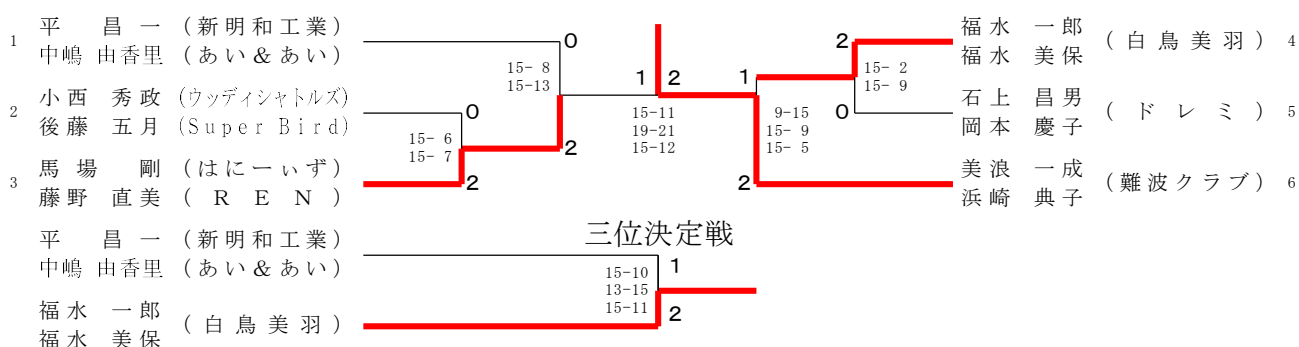 1
平 昌一 (新明和工業)
中嶋 由香里 (あい&あい)
2
小西 秀政 (ウッディシャトルズ)
後藤 五月 (Super Bird)
3
馬場 剛 (はにーぃず)
藤野 直美 (REN)
0
15- 8
15-13
0
15- 6
15- 7
2
2
1 2
15-11
19-21
15-12
1
9-15
15- 9
15- 5
2
2
15- 2
15- 9
0
福水 一郎
福水 美保
(白鳥美羽) 4
石上 昌男
岡本 慶子
(ドレミ) 5
美浪 一成
浜崎 典子
(難波クラブ) 6
三位決定戦
平 昌一 (新明和工業)
中嶋 由香里 (あい&あい)
福水 一郎
福水 美保
(白鳥美羽)
15-10
13-15
15-11
1
2